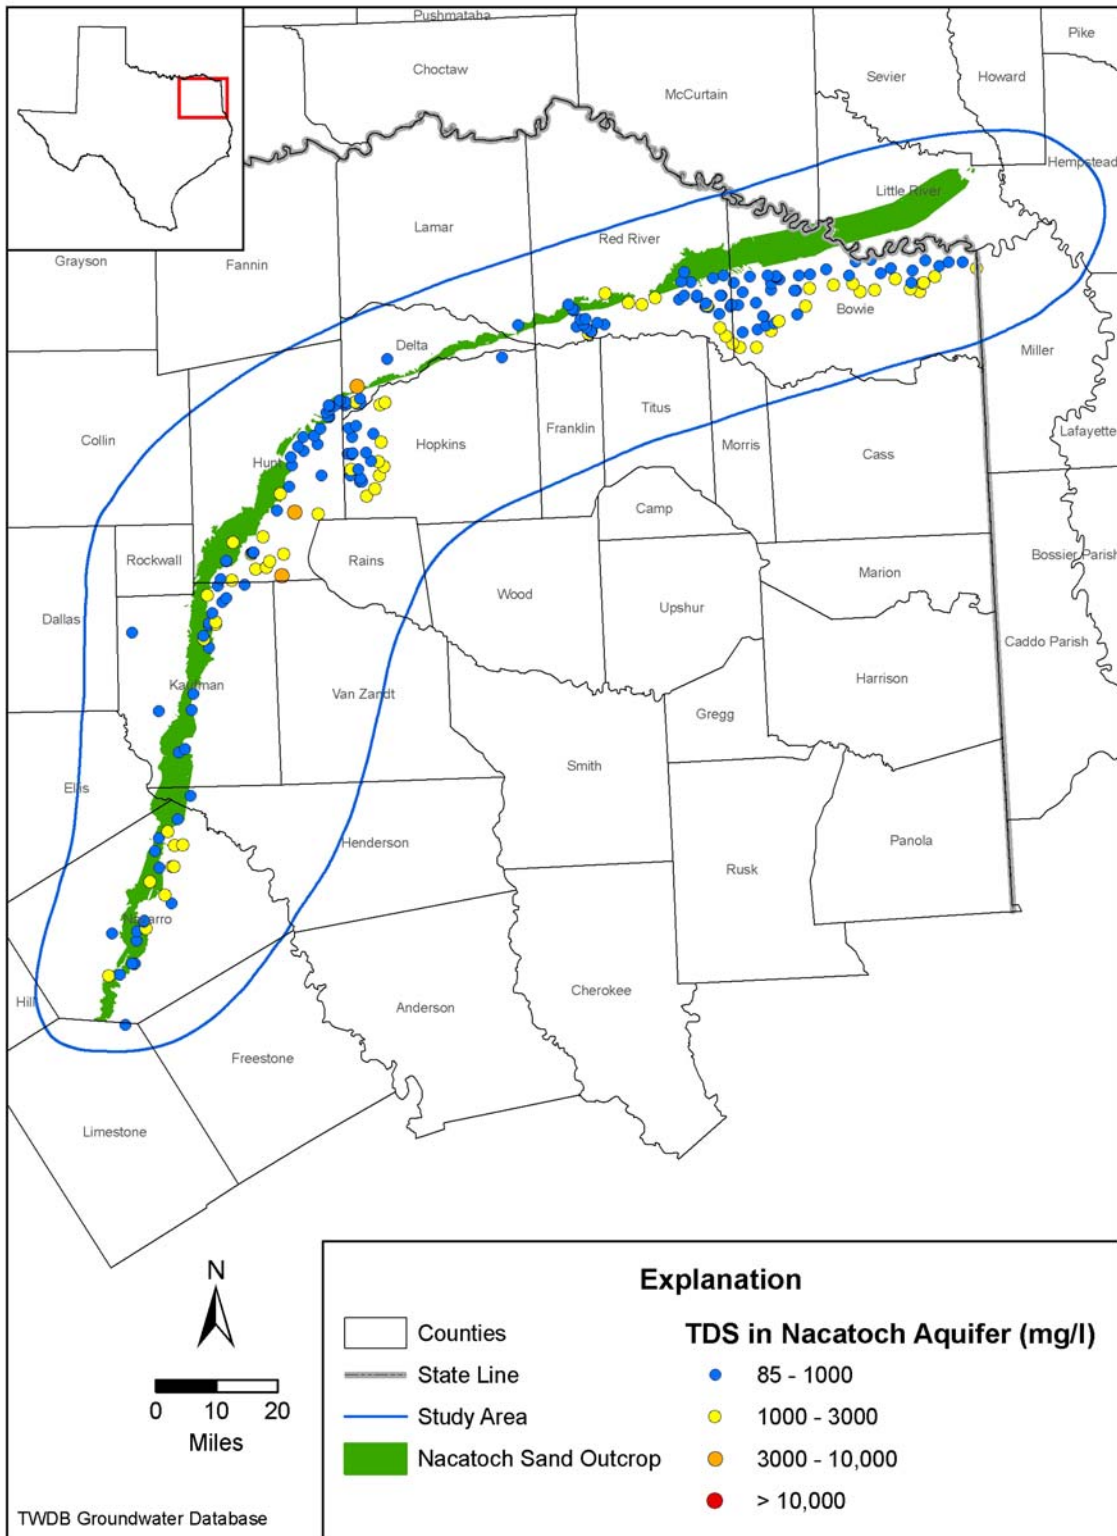 Pushmataha
Pike
Choctaw
Sevier
Howard
McCurtain
Hempstead
Little River
Lamar
Red River
Grayson
Fannin
Bowie
Delta
Miller
Titus
Lafayette
Collin
Hopkins
Franklin
Morris
Cass
Hunt
Camp
Rockwall
Rains
Bossier Parish
Marion
Wood
Upshur
Dallas
Caddo Parish
Kaufman
Van Zandt
Harrison
Gregg
Smith
Ellis
Henderson
Panola
Rusk
Navarro
Cherokee
Hill
Anderson
Freestone
Limestone
N
0 10 20
Miles
TWDB Groundwater Database
Explanation
Counties
State Line
Study Area
Nacatoch Sand Outcrop
TDS in Nacatoch Aquifer (mg/l)
85 - 1000
1000 - 3000
3000 - 10,000
> 10,000